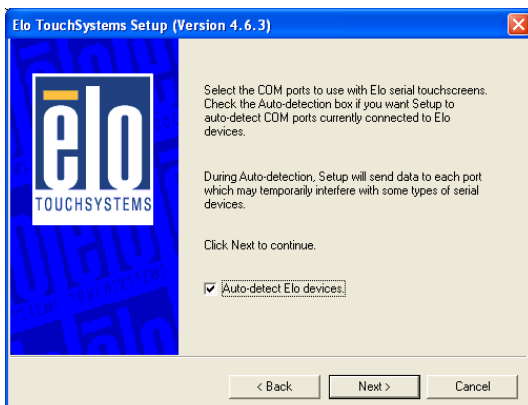 Elo TouchSystems Setup (Version 4.6.3)
elo
TOUCHSYSTEMS
Select the COM ports to use with Elo serial touchscreens.
Check the Auto-detection box if you want Setup to
auto-detect COM ports currently connected to Elo
devices.
During Auto-detection, Setup will send data to each port
which may temporarily interfere with some types of serial
devices.
Click Next to continue.
Auto-detect Elo devices.
< Back
Next >
Cancel